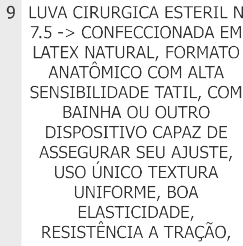 9 LUVA CIRURGICA ESTERIL N
7.5 -> CONFECCIONADA EM
LATEX NATURAL, FORMATO
ANATÔMICO COM ALTA
SENSIBILIDADE TATIL, COM
BAINHA OU OUTRO
DISPOSITIVO CAPAZ DE
ASSEGURAR SEU AJUSTE,
USO ÚNICO TEXTURA
UNIFORME, BOA
ELASTICIDADE,
RESISTÊNCIA A TRAÇÃO,